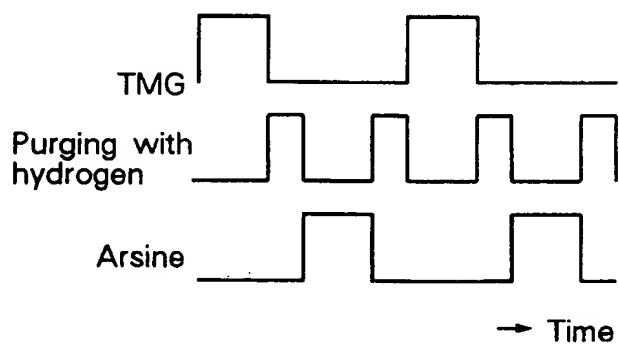 TMG
Purging with
hydrogen
Arsine
→ Time